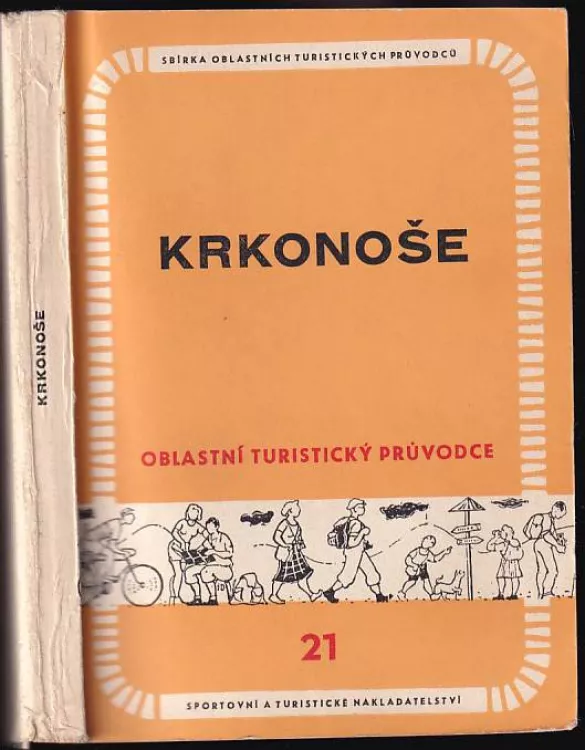 SBÍRKA OBLASTNÍCH TURISTICKÝCH PRŮVODCŮ
KRKONOŠE
KRKONOŠE
OBLASTNÍ TURISTICKÝ PRŮVODCE
21
SPORTOVNÍ A TURISTICKÉ NAKLADATELSTVÍ